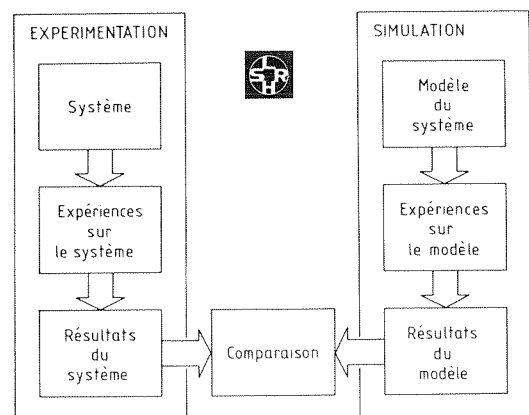 EXPERIMENTATION
Système
Expériences
sur
le système
Résultats
du
système
L
S R
H
Comparaison
SIMULATION
Modèle
du
système
Expériences
sur
le modèle
Résultats
du
modèle